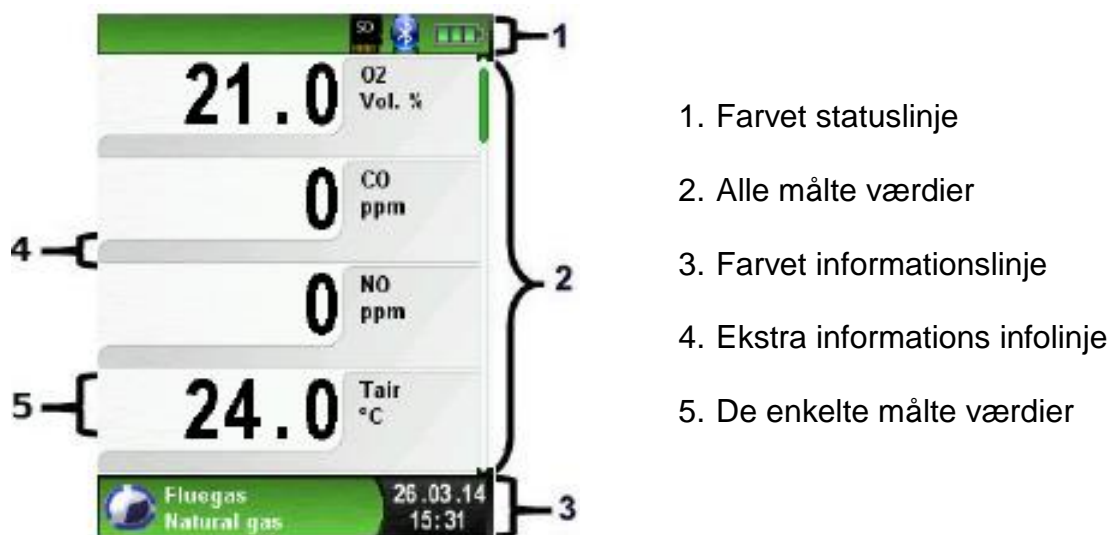 SD
1
21.0 O2
Vol. %
0 CO
ppm
4
2
0 NO
ppm
5
24.0 Tair
°C
Fluegas 26.03.14
Natural gas 15:31
3
1. Farvet statuslinje
2. Alle målte værdier
3. Farvet informationslinje
4. Ekstra informations infolinje
5. De enkelte målte værdier